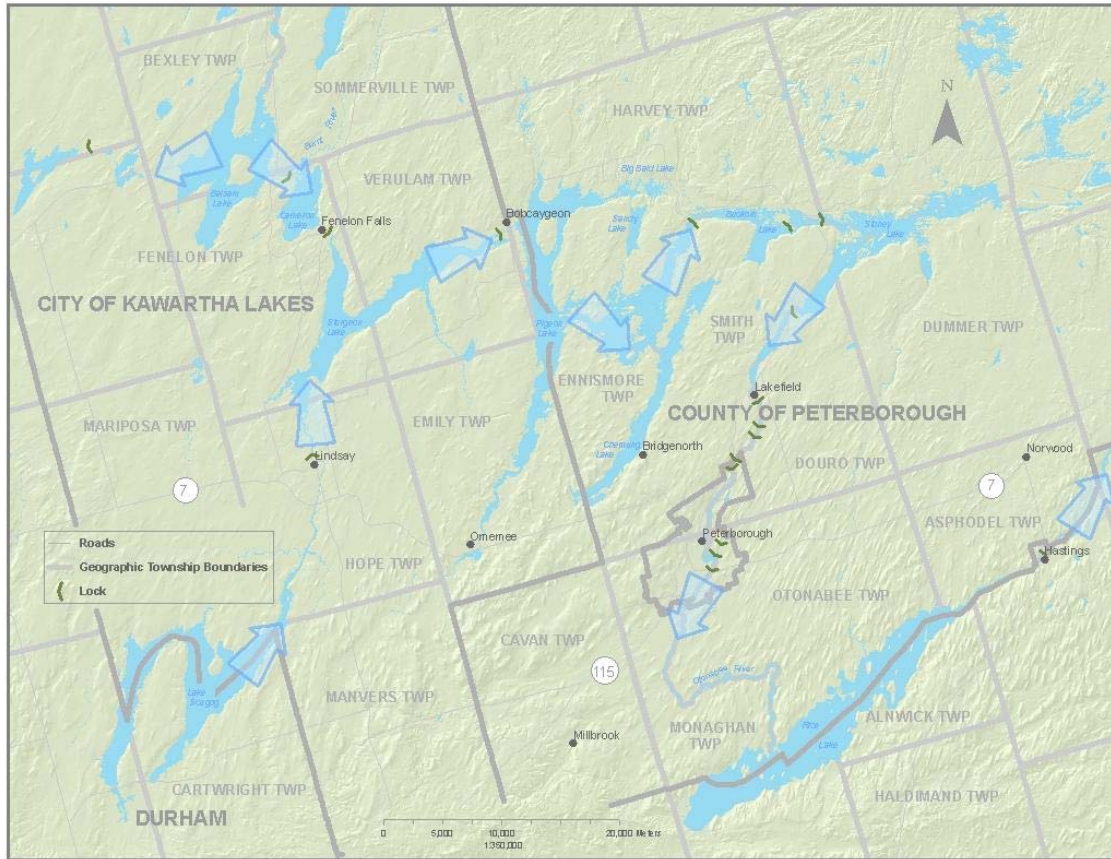 BEXLEY TWP
SOMMERVILLE TWP
HARVEY TWP
N
Burnt River
Big Bald Lake
VERULAM TWP
Balsam
Lake
Cameron
Lake
Fenelon Falls
Bobcaygeon
Sandy
Lake
Buckhorn
Lake
Stoney
Lake
FENELON TWP
CITY OF KAWARTHA LAKES
Sturgeon
Lake
Pigeon
Lake
SMITH
TWP
DUMMER TWP
ENNISMORE
TWP
Lakefield
COUNTY OF PETERBOROUGH
MARIPOSA TWP
EMILY TWP
Chemung
Lake
Bridgenorth
Lindsay
DOURO TWP
Norwood
7
7
ASPHODEL TWP
Roads
Geographic Township Boundaries
Lock
Omemee
Peterborough
Hastings
HOPE TWP
OTONABEE TWP
CAVAN TWP
115
Otonabee River
Lake
Scugog
MANVERS TWP
MONAGHAN
TWP
Rice
Lake
ALNWICK TWP
Millbrook
CARTWRIGHT TWP
HALDIMAND TWP
DURHAM
0 5,000 10,000 20,000 Meters
1:350,000